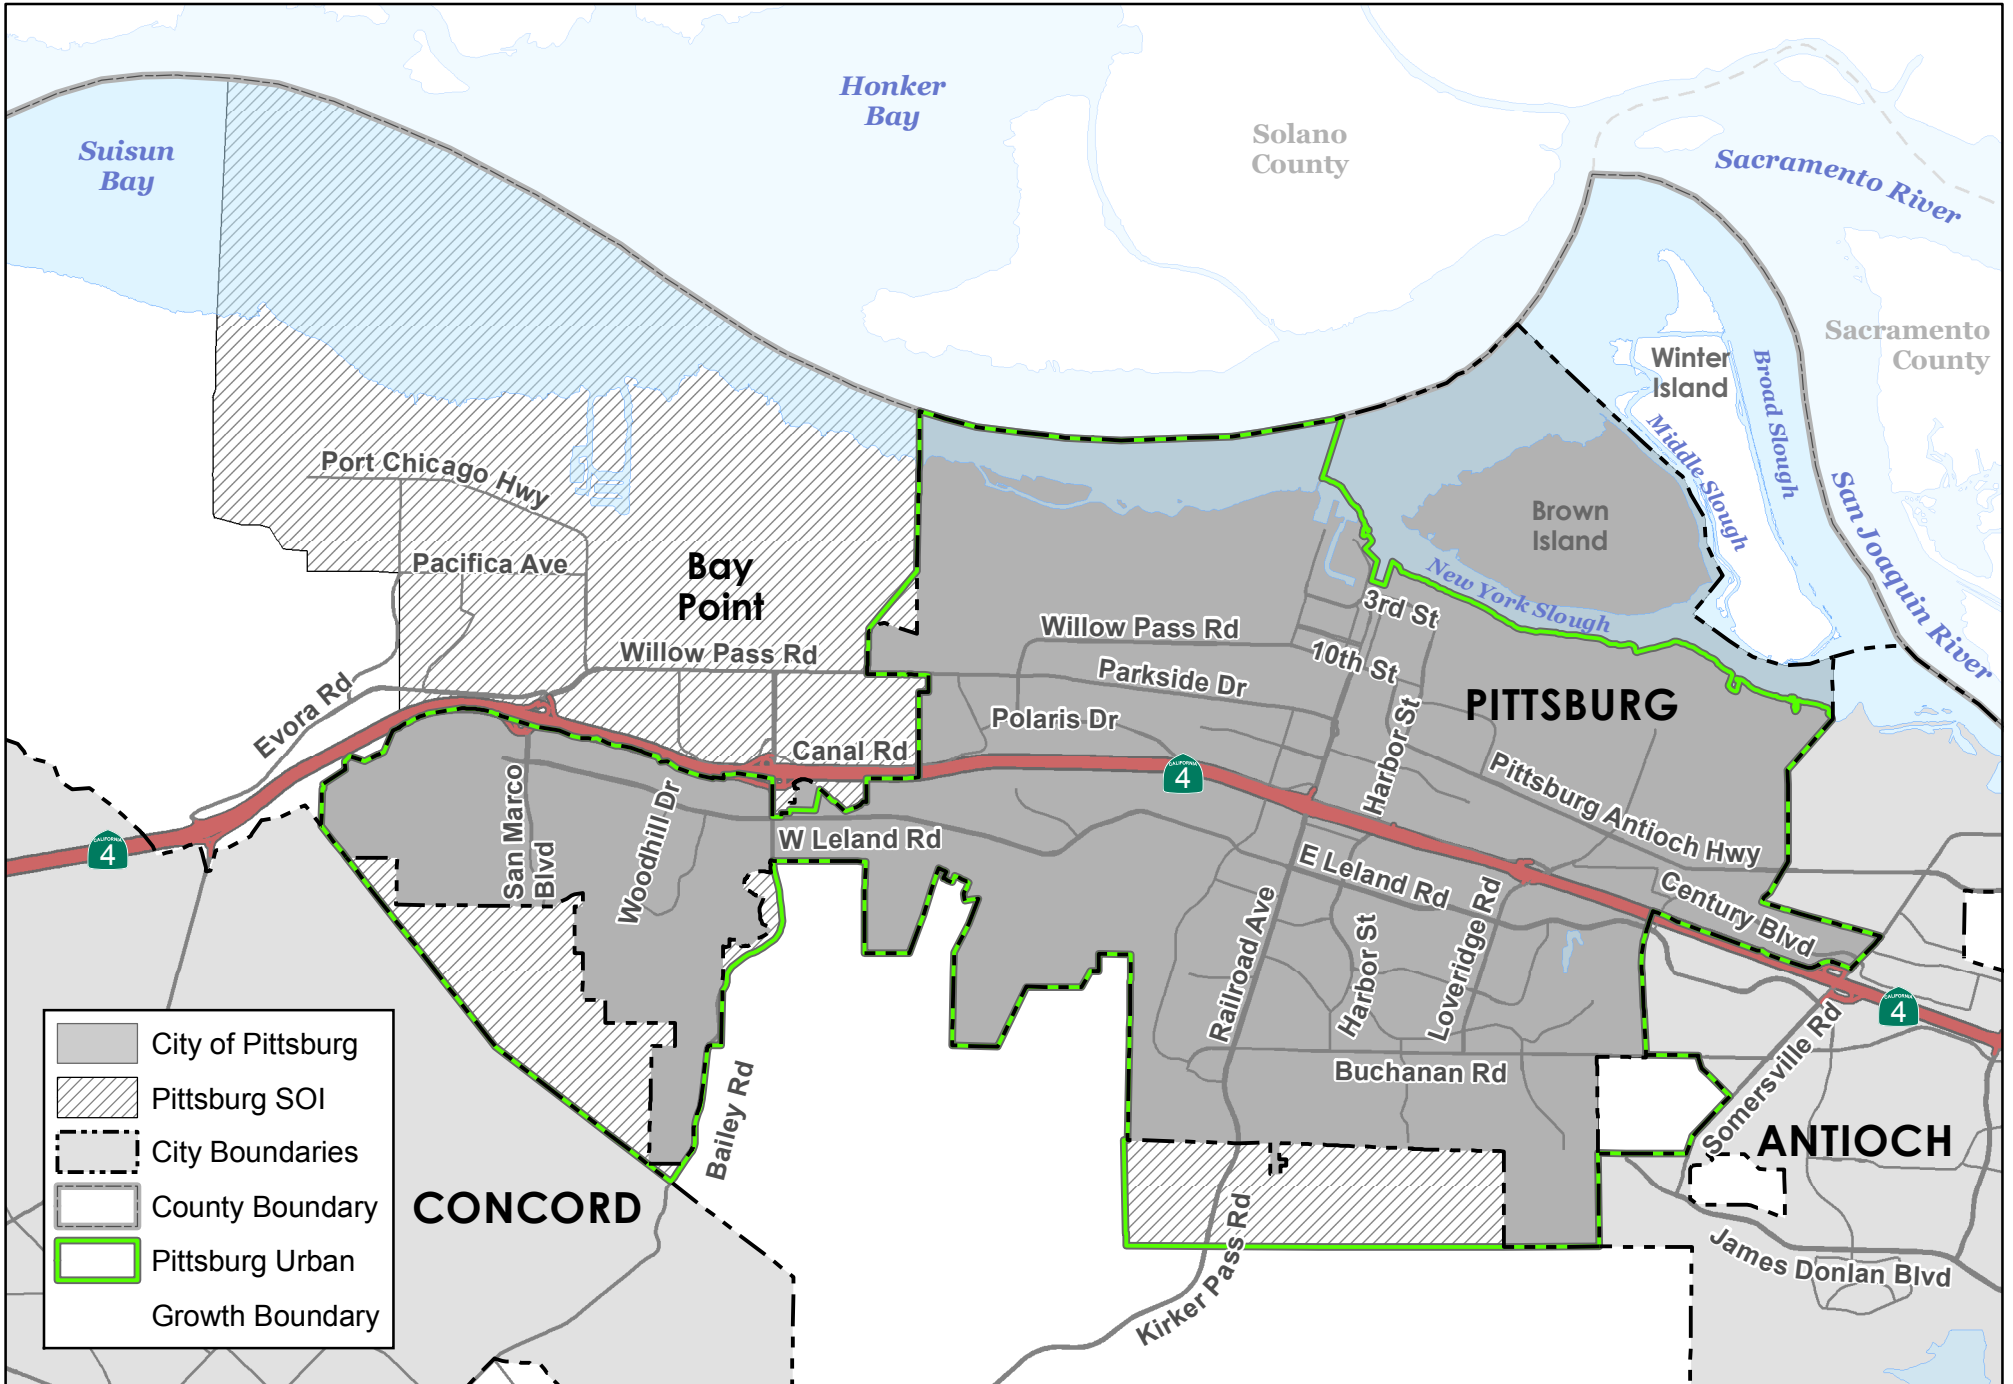 Honker
Bay
Suisun
Bay
Solano
County
Sacramento River
Sacramento
County
Winter
Island
Broad Slough
Middle Slough
San Joaquin River
Brown
Island
New York Slough
Port Chicago Hwy
Pacifica Ave
Bay
Point
Willow Pass Rd
Willow Pass Rd
3rd St
10th St
Parkside Dr
PITTSBURG
Evora Rd
Polaris Dr
Harbor St
Canal Rd
CALIFORNIA
4
San Marco
Blvd
Woodhill Dr
W Leland Rd
Pittsburg Antioch Hwy
CALIFORNIA
4
E Leland Rd
Century Blvd
Railroad Ave
Harbor St
Loveridge Rd
CALIFORNIA
4
Somersville Rd
Buchanan Rd
Bailey Rd
ANTIOCH
CONCORD
Kirker Pass Rd
James Donlan Blvd
City of Pittsburg
Pittsburg SOI
City Boundaries
County Boundary
Pittsburg Urban
Growth Boundary